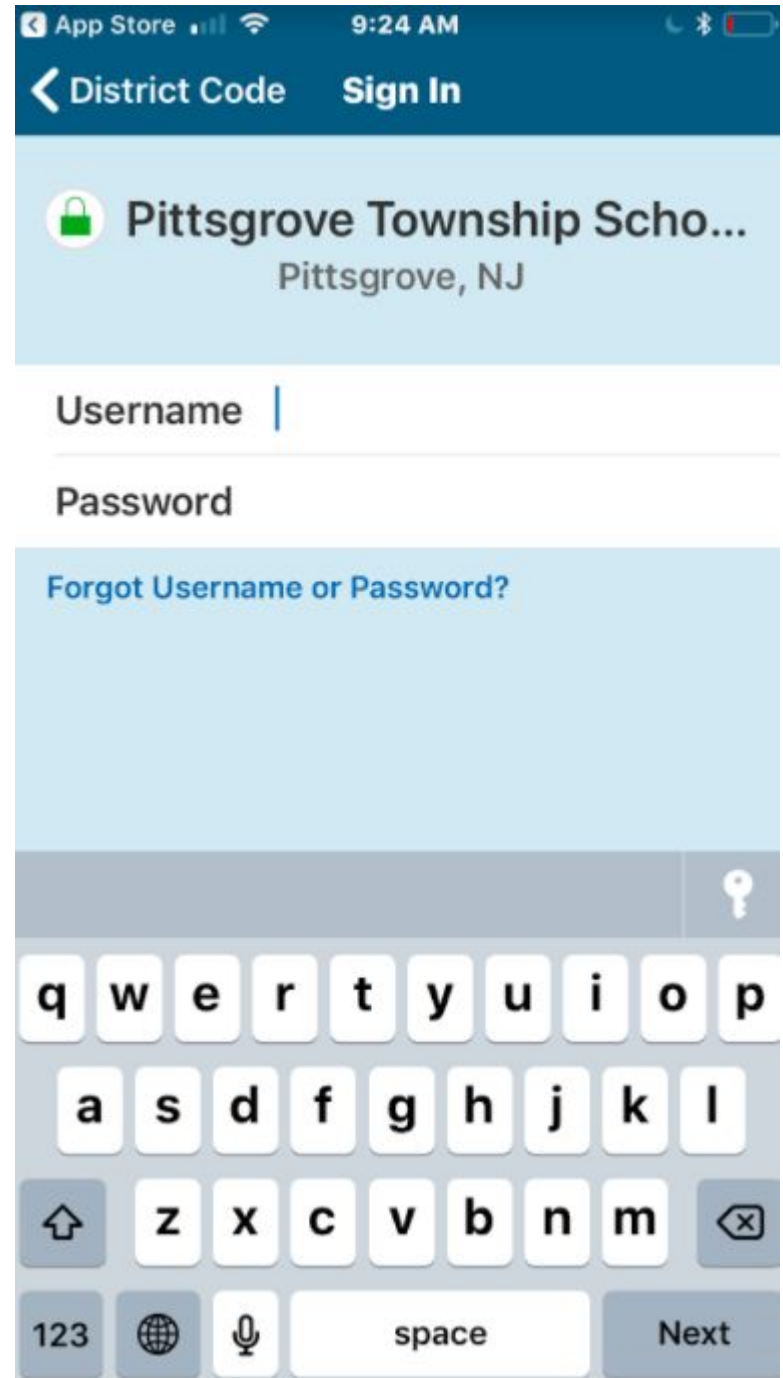 App Store 9:24 AM
District Code Sign In
Pittsgrove Township Scho...
Pittsgrove, NJ
Username
Password
Forgot Username or Password?
q w e r t y u i o p
a s d f g h j k l
z x c v b n m
123 space Next